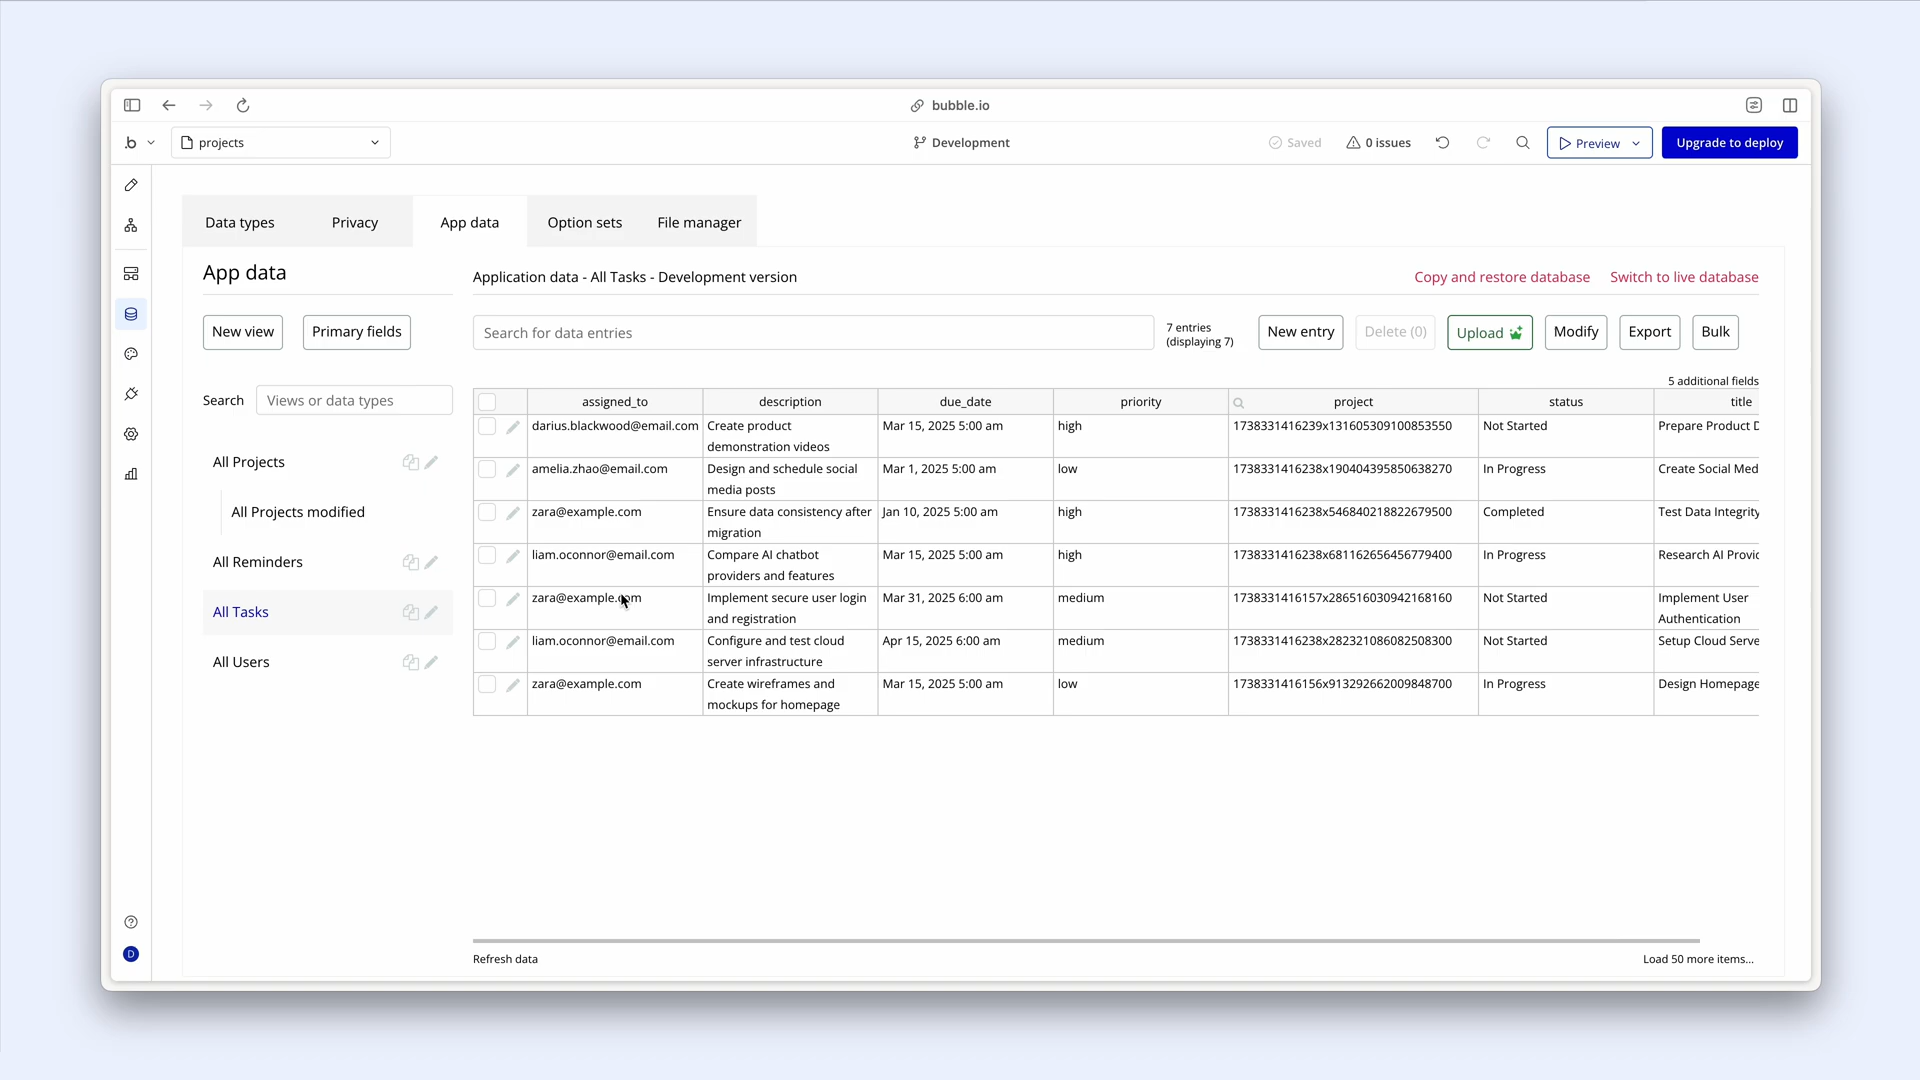 bubble.io
.b
projects
Development
Saved
0 issues
Preview
Upgrade to deploy
Data types
Privacy
App data
Option sets
File manager
App data
Application data - All Tasks - Development version
Copy and restore database
Switch to live database
New view
Primary fields
Search for data entries
7 entries
(displaying 7)
New entry
Delete (0)
Upload
Modify
Export
Bulk
Search
Views or data types
All Projects
All Projects modified
All Reminders
All Tasks
All Users
5 additional fields
assigned_to description due_date priority project status title
darius.blackwood@email.com Create product Mar 15, 2025 5:00 am high 1738331416239x131605309100853550 Not Started Prepare Product D
demonstration videos
amelia.zhao@email.com Design and schedule social Mar 1, 2025 5:00 am low 1738331416238x190404395850638270 In Progress Create Social Med
media posts
zara@example.com Ensure data consistency after Jan 10, 2025 5:00 am high 1738331416238x546840218822679500 Completed Test Data Integrity
migration
liam.oconnor@email.com Compare AI chatbot Mar 15, 2025 5:00 am high 1738331416238x681162656456779400 In Progress Research AI Provid
providers and features
zara@example.com Implement secure user login Mar 31, 2025 6:00 am medium 1738331416157x286516030942168160 Not Started Implement User
and registration Authentication
liam.oconnor@email.com Configure and test cloud Apr 15, 2025 6:00 am medium 1738331416238x282321086082508300 Not Started Setup Cloud Serve
server infrastructure
zara@example.com Create wireframes and Mar 15, 2025 5:00 am low 1738331416156x913292662009848700 In Progress Design Homepage
mockups for homepage
D
Refresh data
Load 50 more items...